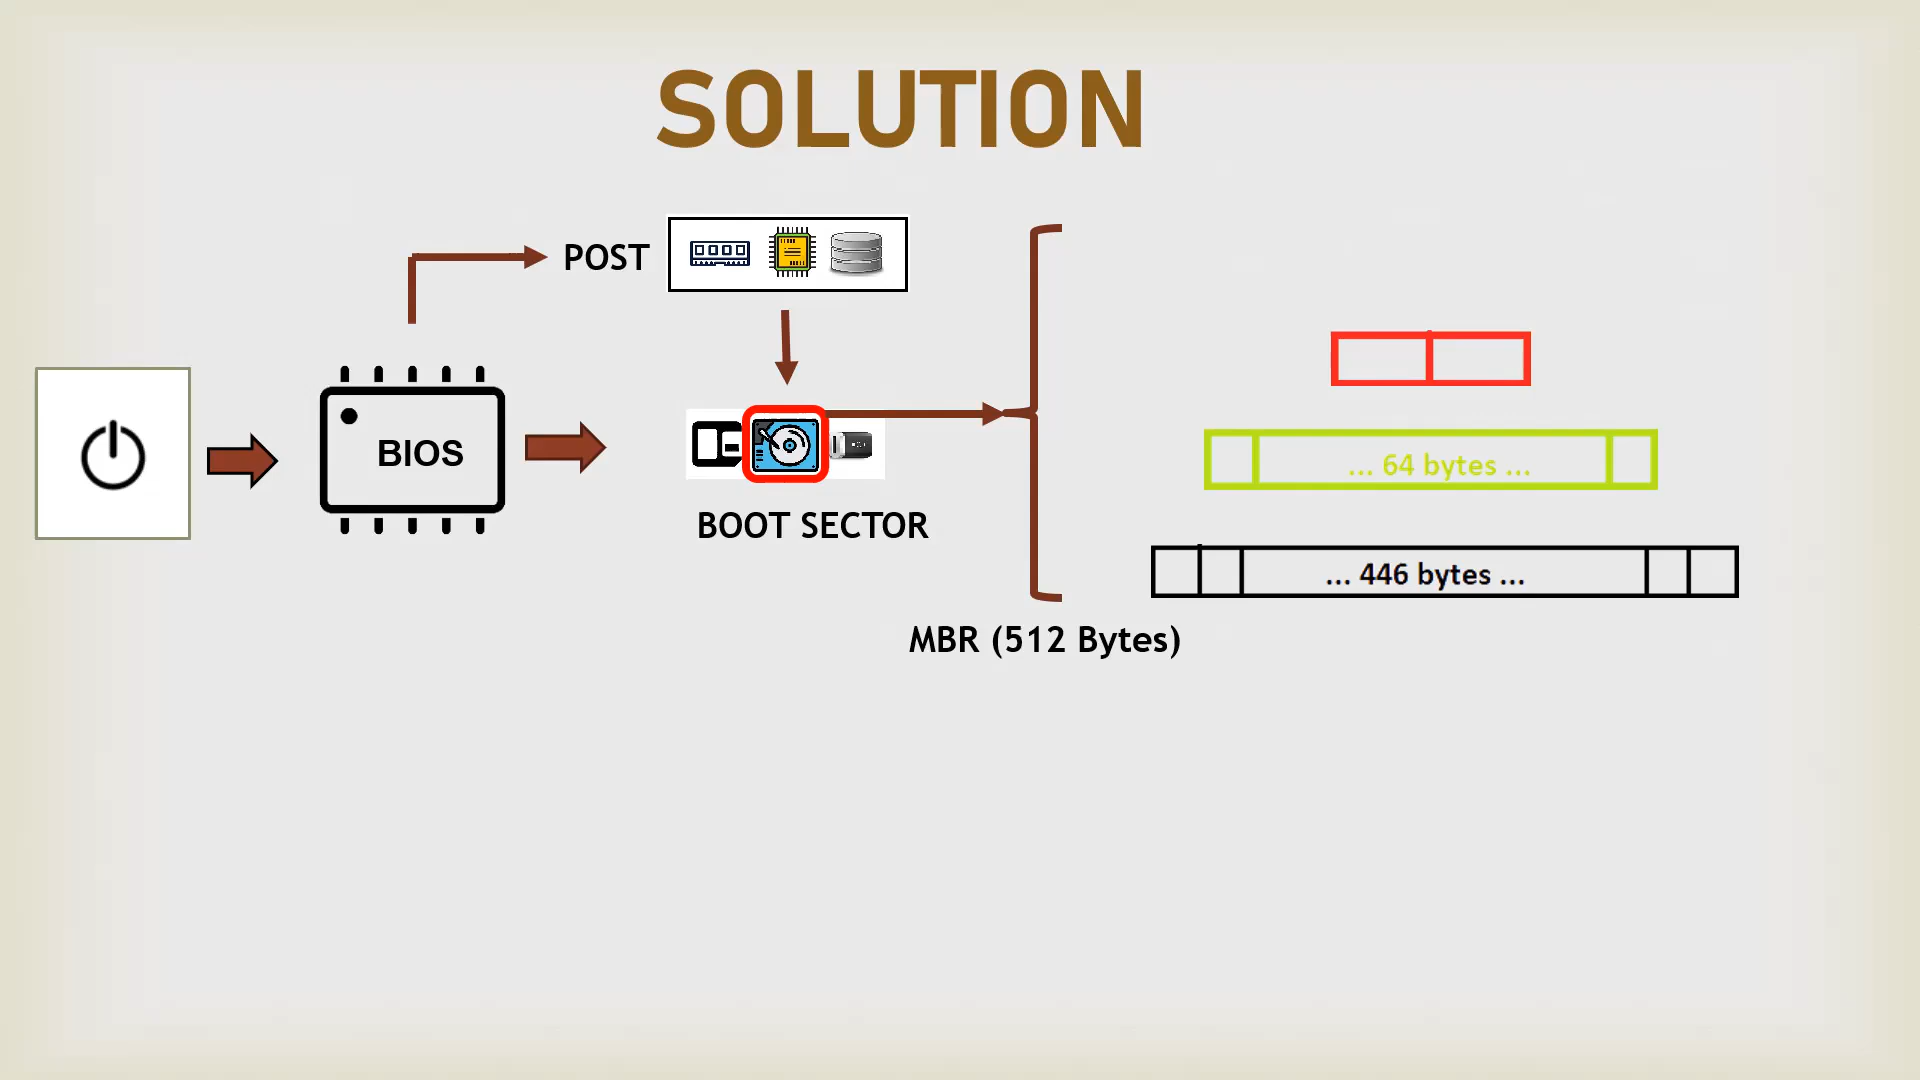 SOLUTION
POST
BIOS
BOOT SECTOR
... 64 bytes ...
... 446 bytes ...
MBR (512 Bytes)